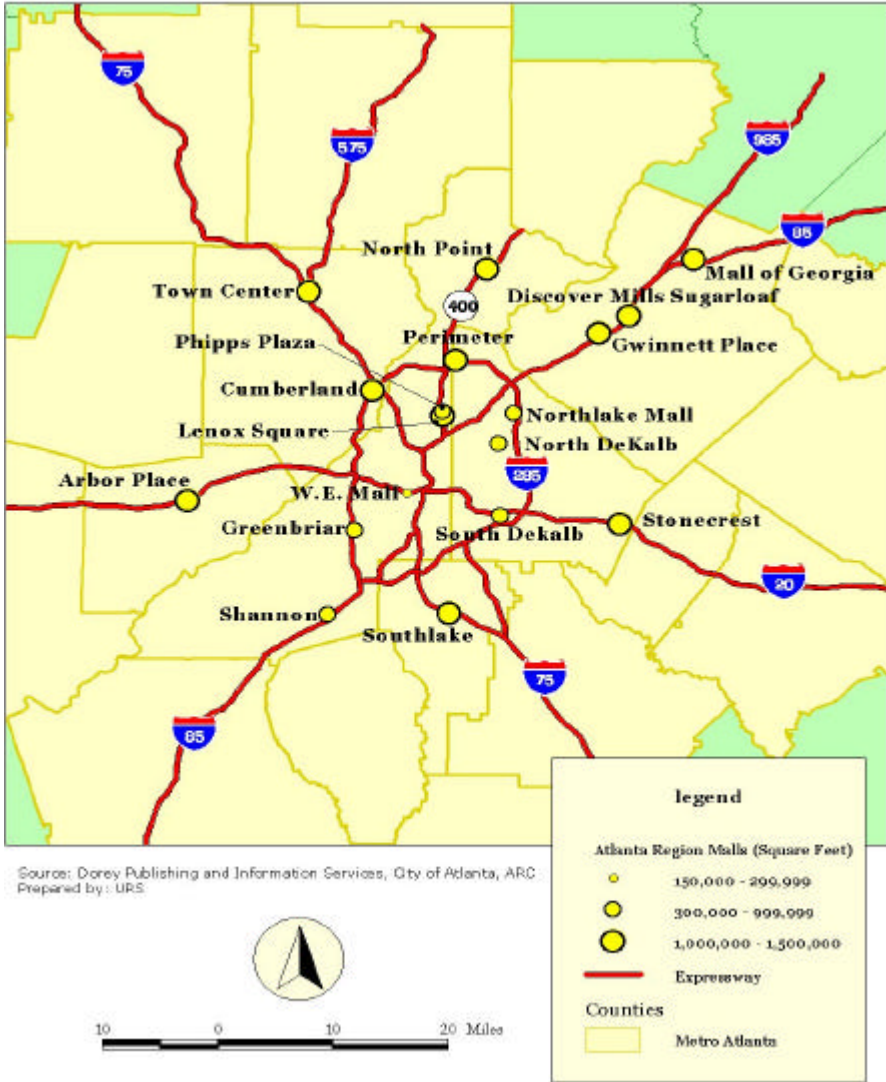 75
575
985
85
North Point
Mall of Georgia
Town Center
Discover Mills Sugarloaf
400
Phipps Plaza
Perimeter
Gwinnett Place
Cumberland
Lenox Square
Northlake Mall
North DeKalb
Arbor Place
285
W.E. Mall
Greenbriar
South Dekalb
Stonecrest
20
Shannon
Southlake
75
85
legend
Atlanta Region Malls (Square Feet)
150,000 - 299,999
300,000 - 999,999
1,000,000 - 1,500,000
Expressway
Counties
Metro Atlanta
Source: Dorey Publishing and Information Services, City of Atlanta, ARC
Prepared by: URS
10 0 10 20 Miles